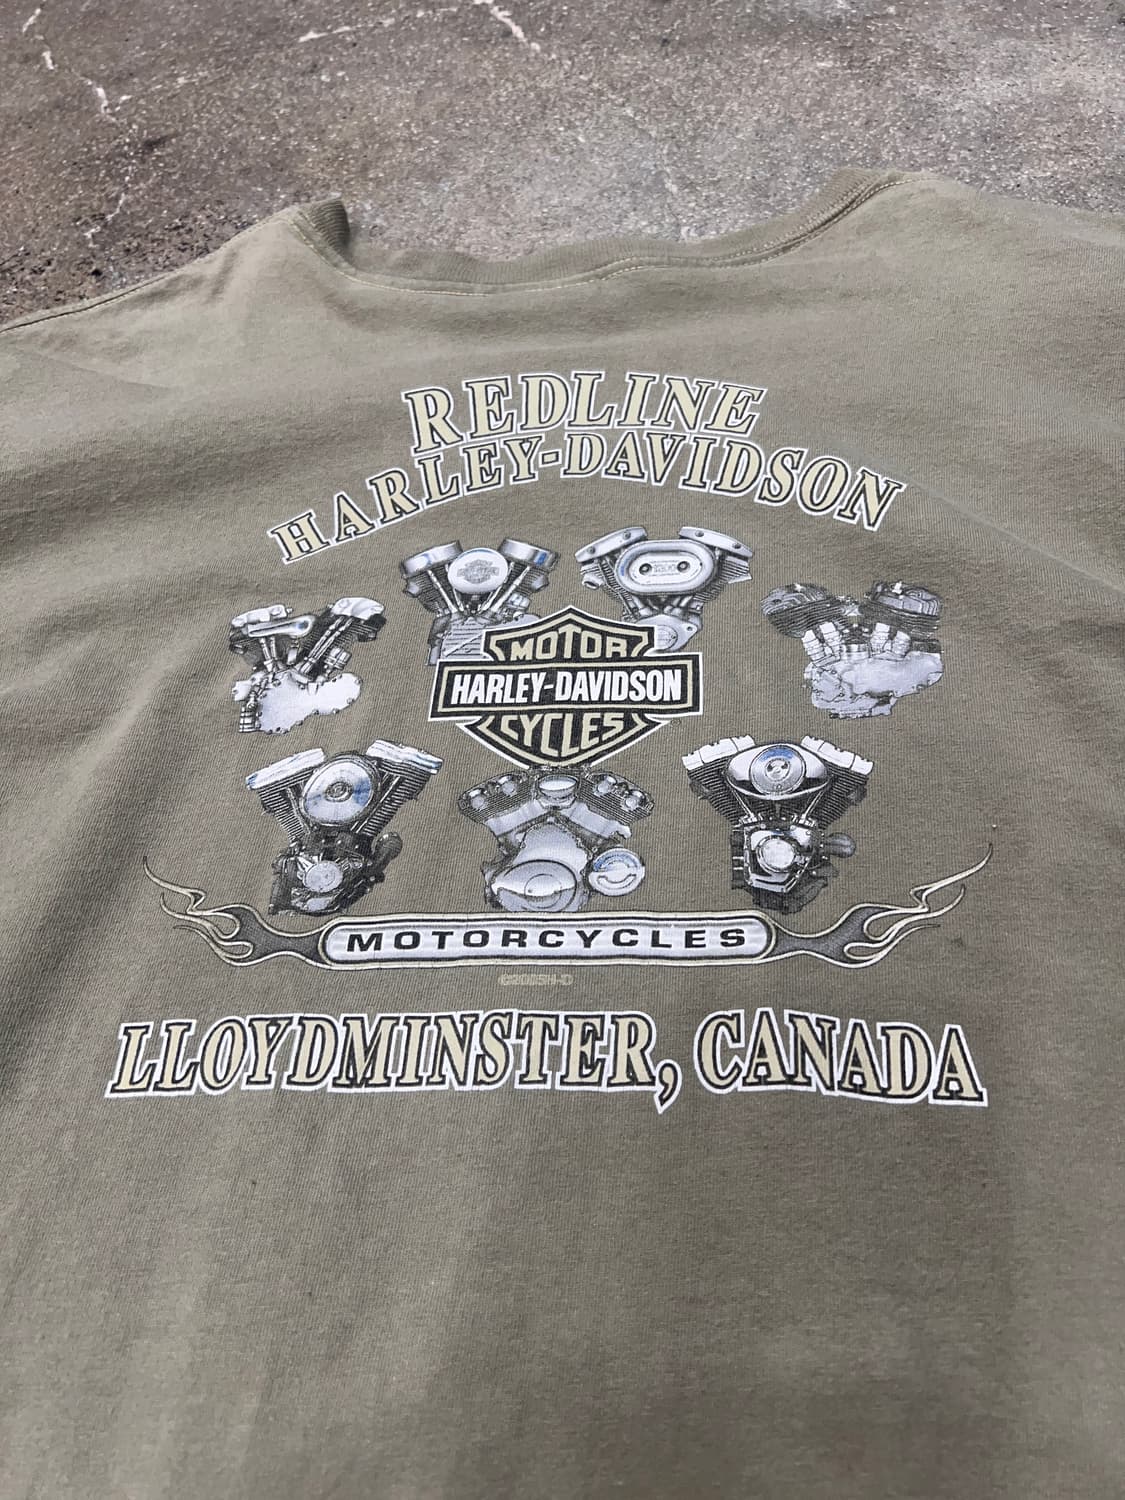 REDLINE
HARLEY-DAVIDSON
MOTOR
HARLEY-DAVIDSON
CYCLES
MOTORCYCLES
LLOYDMINSTER, CANADA